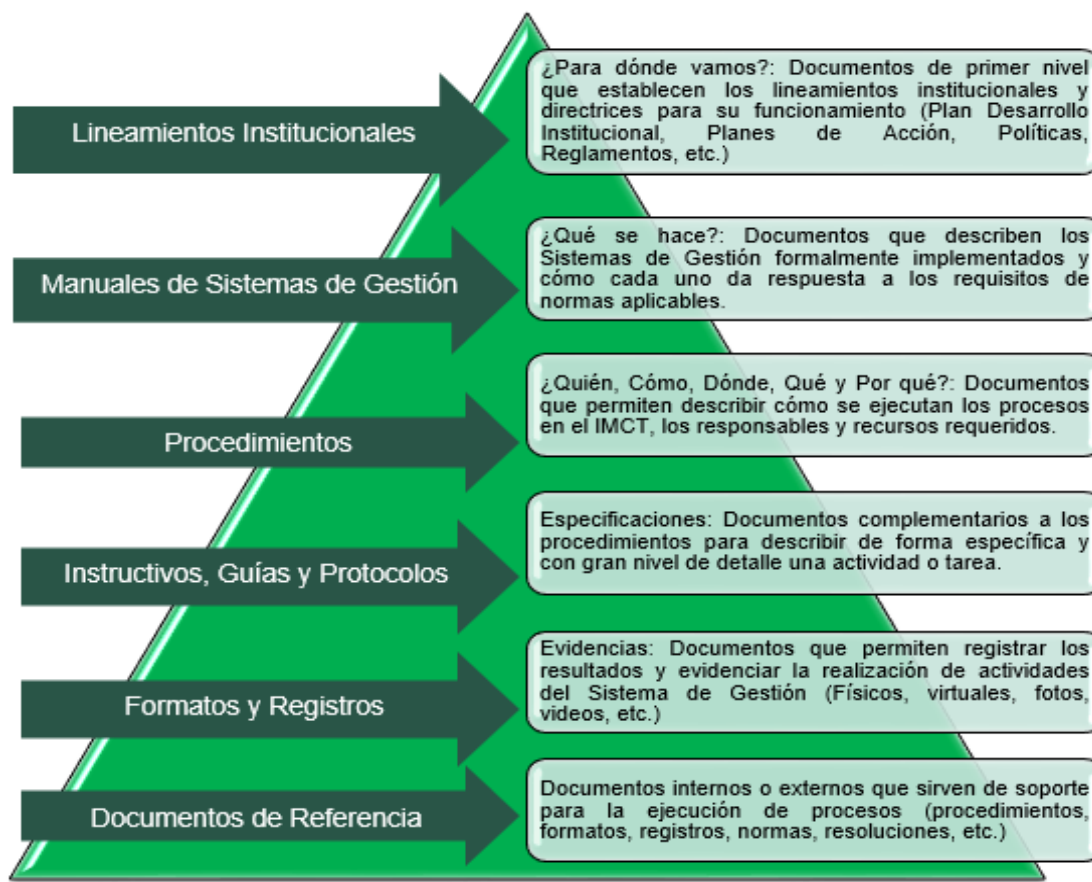 Lineamientos Institucionales
¿Para dónde vamos?: Documentos de primer nivel
que establecen los lineamientos institucionales y
directrices para su funcionamiento (Plan Desarrollo
Institucional, Planes de Acción, Políticas,
Reglamentos, etc.)
Manuales de Sistemas de Gestión
¿Qué se hace?: Documentos que describen los
Sistemas de Gestión formalmente implementados y
cómo cada uno da respuesta a los requisitos de
normas aplicables.
Procedimientos
¿Quién, Cómo, Dónde, Qué y Por qué?: Documentos
que permiten describir cómo se ejecutan los procesos
en el IMCT, los responsables y recursos requeridos.
Instructivos, Guías y Protocolos
Especificaciones: Documentos complementarios a los
procedimientos para describir de forma específica y
con gran nivel de detalle una actividad o tarea.
Formatos y Registros
Evidencias: Documentos que permiten registrar los
resultados y evidenciar la realización de actividades
del Sistema de Gestión (Físicos, virtuales, fotos,
videos, etc.)
Documentos de Referencia
Documentos internos o externos que sirven de soporte
para la ejecución de procesos (procedimientos,
formatos, registros, normas, resoluciones, etc.)